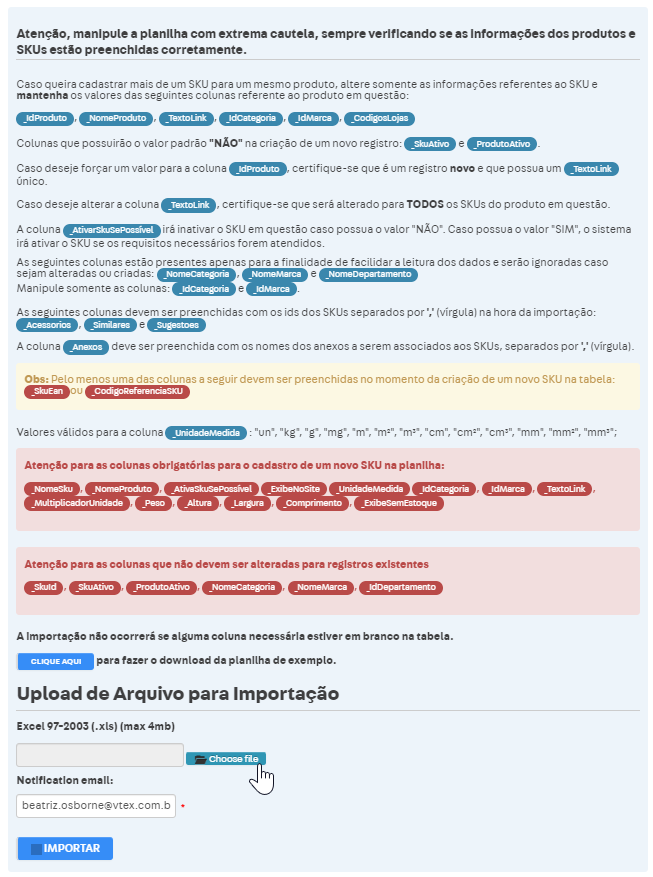 Atenção, manipule a planilha com extrema cautela, sempre verificando se as informações dos produtos e
SKUs estão preenchidas corretamente.
Caso queira cadastrar mais de um SKU para um mesmo produto, altere somente as informações referentes ao SKU e
mantenha os valores das seguintes colunas referente ao produto em questão:
_IdProduto, _NomeProduto, _TextoLink, _IdCategoria, _IdMarca, _CodigosLojas
Colunas que possuirão o valor padrão "NÃO" na criação de um novo registro: _SkuAtivo e _ProdutoAtivo.
Caso deseje forçar um valor para a coluna _IdProduto, certifique-se que é um registro novo e que possua um _TextoLink
único.
Caso deseje alterar a coluna _TextoLink, certifique-se que será alterado para TODOS os SKUs do produto em questão.
A coluna _AtivarSkuSePossível irá inativar o SKU em questão caso possua o valor "NÃO". Caso possua o valor "SIM", o sistema
irá ativar o SKU se os requisitos necessários forem atendidos.
As seguintes colunas estão presentes apenas para a finalidade de facilidar a leitura dos dados e serão ignoradas caso
sejam alteradas ou criadas: _NomeCategoria, _NomeMarca e _NomeDepartamento
Manipule somente as colunas: _IdCategoria e _IdMarca.
As seguintes colunas devem ser preenchidas com os ids dos SKUs separados por ',' (vírgula) na hora da importação:
_Acessorios, _Similares e _Sugestoes
A coluna _Anexos deve ser preenchida com os nomes dos anexos a serem associados aos SKUs, separados por ',' (vírgula).
Obs: Pelo menos uma das colunas a seguir devem ser preenchidas no momento da criação de um novo SKU na tabela:
_SkuEan ou _CodigoReferenciaSKU
Valores válidos para a coluna _UnidadeMedida : "un", "kg", "g", "mg", "m", "m²", "m³", "cm", "cm²", "cm³", "mm", "mm²", "mm³";
Atenção para as colunas obrigatórias para o cadastro de um novo SKU na planilha:
_NomeSku, _NomeProduto, _AtivaSkuSePossível _ExibeNoSite _UnidadeMedida _IdCategoria, _IdMarca, _TextoLink,
_MultiplicadorUnidade, _Peso, _Altura, _Largura, _Comprimento, _ExibeSemEstoque
Atenção para as colunas que não devem ser alteradas para registros existentes
_SkuId, _SkuAtivo, _ProdutoAtivo, _NomeCategoria, _NomeMarca, _IdDepartamento
A importação não ocorrerá se alguma coluna necessária estiver em branco na tabela.
CLIQUE AQUI para fazer o download da planilha de exemplo.
Upload de Arquivo para Importação
Excel 97-2003 (.xls) (max 4mb)
Choose file
Notification email:
beatriz.osborne@vtex.com.b *
IMPORTAR